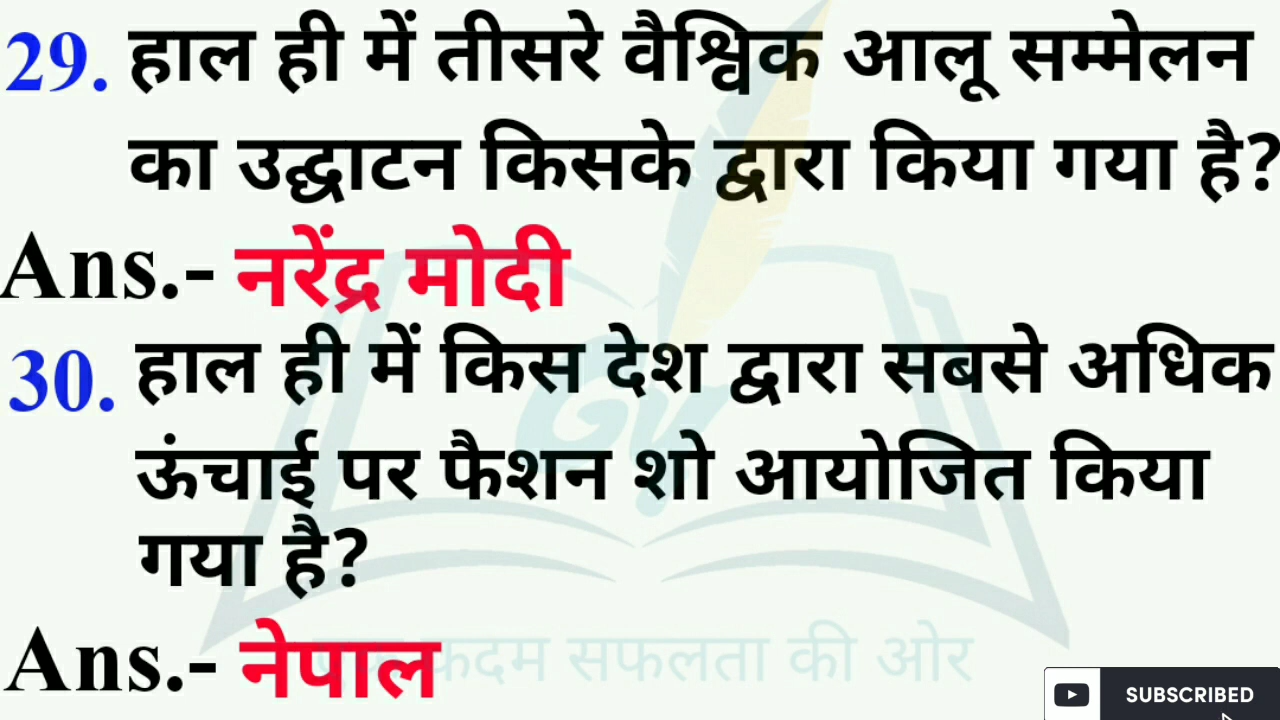 29. हाल ही में तीसरे वैश्विक आलू सम्मेलन
का उद्घाटन किसके द्वारा किया गया है?
Ans.- नरेंद्र मोदी
30. हाल ही में किस देश द्वारा सबसे अधिक
ऊंचाई पर फैशन शो आयोजित किया
गया है?
Ans.- नेपाल
कदम सफलता की ओर
SUBSCRIBED